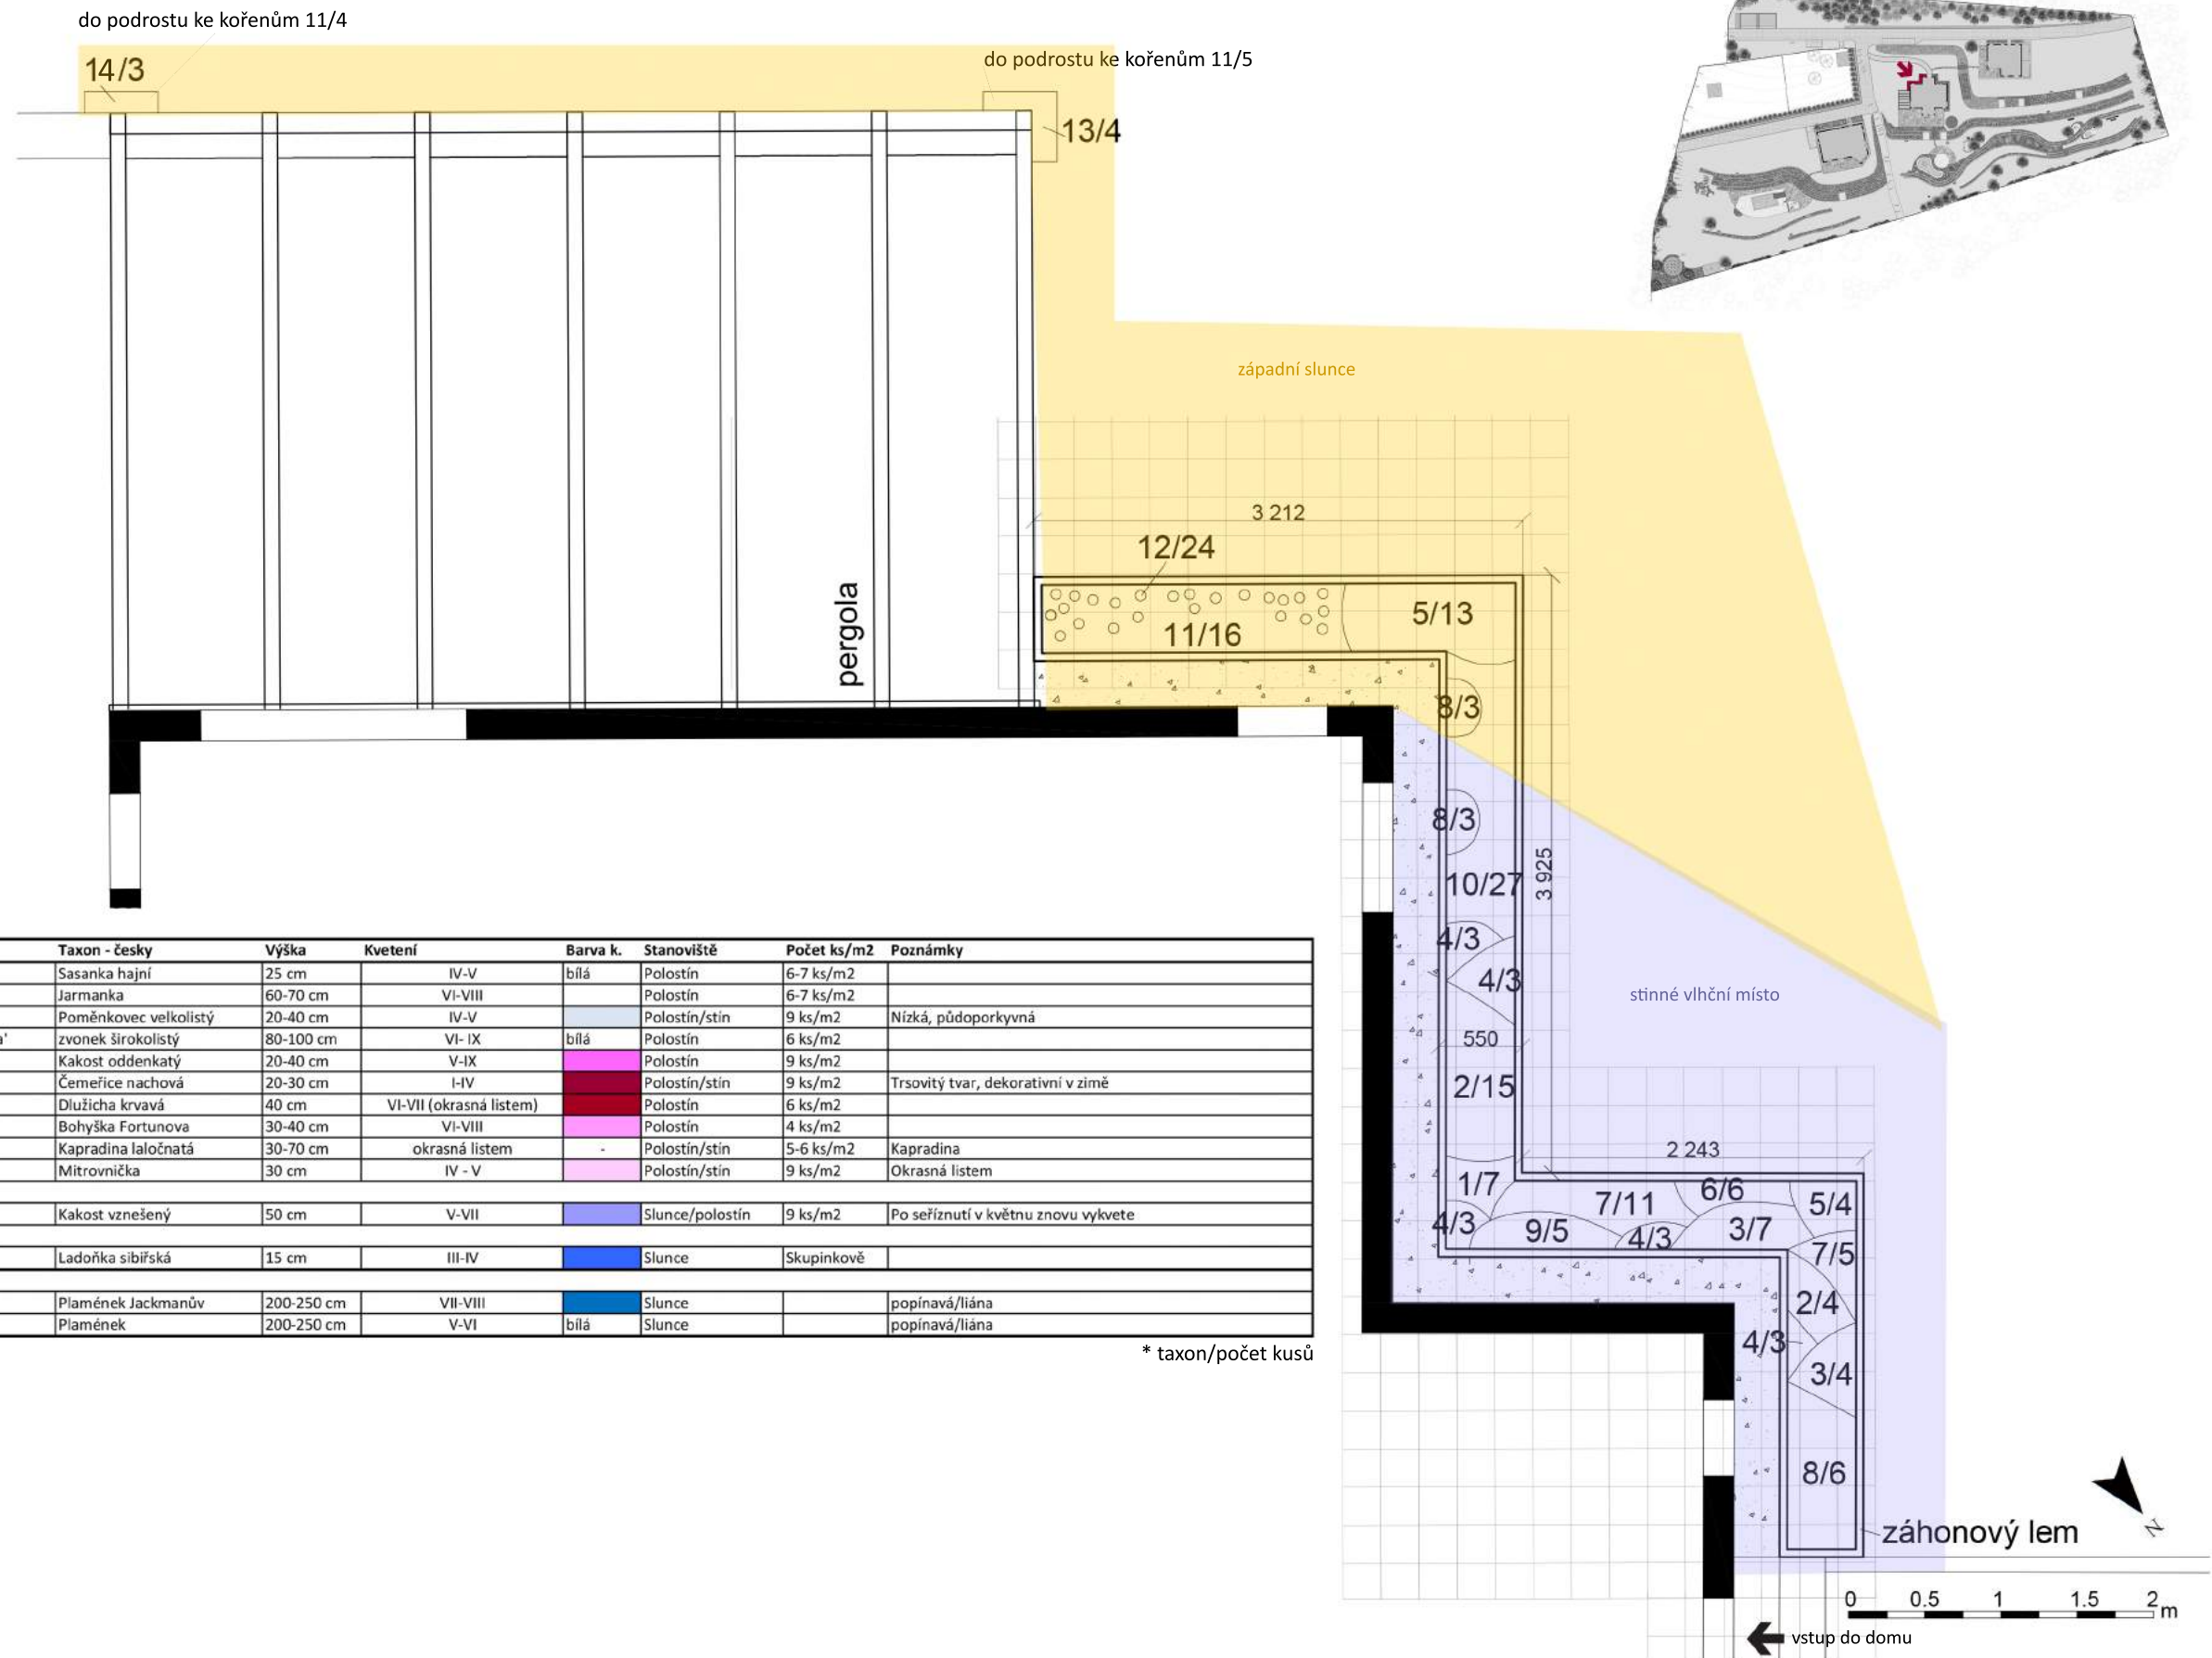 do podrostu ke kořenům 11/4
do podrostu ke kořenům 11/5
14/3
13/4
západní slunce
3 212
12/24
5/13
11/16
pergola
8/3
8/3
10/27
3 925
4/3
4/3
stinné vlhční místo
550
2/15
2 243
1/7
7/11
6/6
5/4
4/3
9/5
4/3
3/7
7/5
2/4
4/3
3/4
8/6
záhonový lem
N
0 0.5 1 1.5 2 m
vstup do domu
Taxon - česky Výška Kvetení Barva k. Stanoviště Počet ks/m2 Poznámky
Sasanka hajní 25 cm IV-V bílá Polostín 6-7 ks/m2
Jarmanka 60-70 cm VI-VIII Polostín 6-7 ks/m2
Poměnkovec velkolistý 20-40 cm IV-V Polostín/stín 9 ks/m2 Nízká, půdoporkyvná
a' zvonek širokolistý 80-100 cm VI- IX bílá Polostín 6 ks/m2
Kakost oddenkatý 20-40 cm V-IX Polostín 9 ks/m2
Čemeřice nachová 20-30 cm I-IV Polostín/stín 9 ks/m2 Trsovitý tvar, dekorativní v zimě
Dlužicha krvavá 40 cm VI-VII (okrasná listem) Polostín 6 ks/m2
Bohyška Fortunova 30-40 cm VI-VIII Polostín 4 ks/m2
Kapradina laločnatá 30-70 cm okrasná listem - Polostín/stín 5-6 ks/m2 Kapradina
Mitrovnička 30 cm IV - V Polostín/stín 9 ks/m2 Okrasná listem
Kakost vznešený 50 cm V-VII Slunce/polostín 9 ks/m2 Po seříznutí v květnu znovu vykvete
Ladoňka sibiřská 15 cm III-IV Slunce Skupinkově
Plamének Jackmanův 200-250 cm VII-VIII Slunce popínavá/liána
Plamének 200-250 cm V-VI bílá Slunce popínavá/liána
* taxon/počet kusů